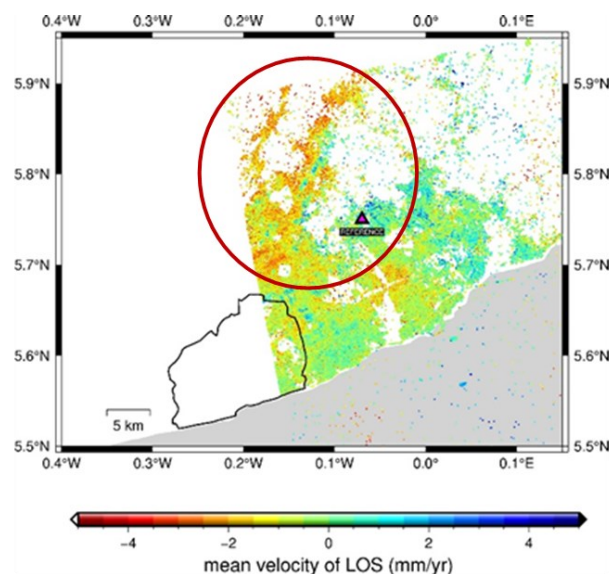 0.4°W 0.3°W 0.2°W 0.1°W 0.0° 0.1°E
5.9°N 5.9°N
5.8°N 5.8°N
REFERENCE
5.7°N 5.7°N
5.6°N 5.6°N
5 km
5.5°N 5.5°N
0.4°W 0.3°W 0.2°W 0.1°W 0.0° 0.1°E
−4 −2 0 2 4
mean velocity of LOS (mm/yr)